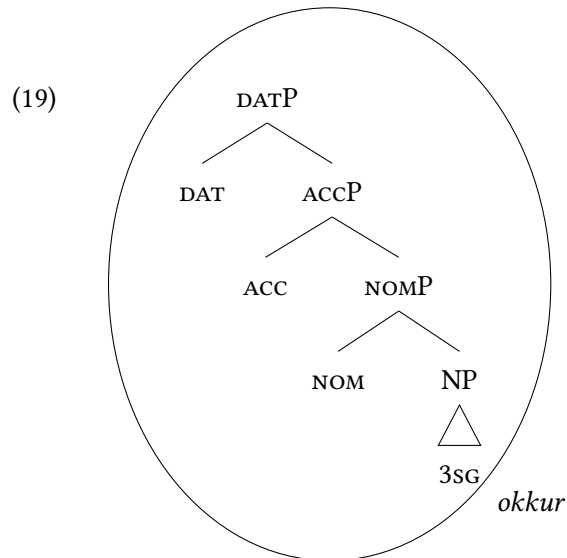 (19)
DATP
DAT ACCP
ACC NOMP
NOM NP
3SG
okkur